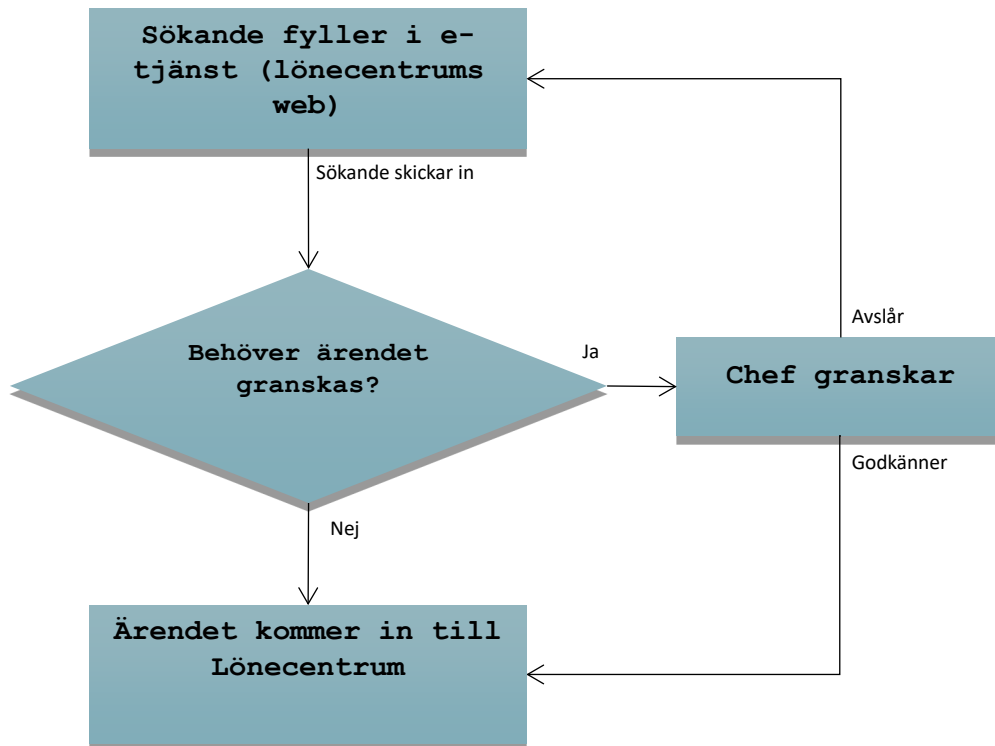 Sökande fyller i e-
tjänst (lönecentrums
web)
Sökande skickar in
Behöver ärendet
granskas?
Ja
Avslår
Chef granskar
Godkänner
Nej
Ärendet kommer in till
Lönecentrum